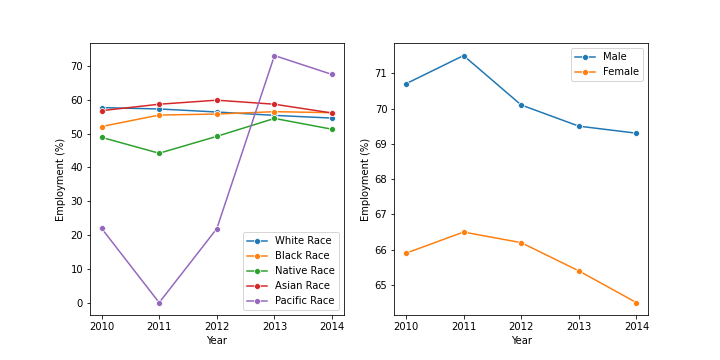 70
60
50
40
30
20
10
0
Employment (%)
2010 2011 2012 2013 2014
Year
White Race
Black Race
Native Race
Asian Race
Pacific Race
71
70
69
68
67
66
65
Employment (%)
2010 2011 2012 2013 2014
Year
Male
Female